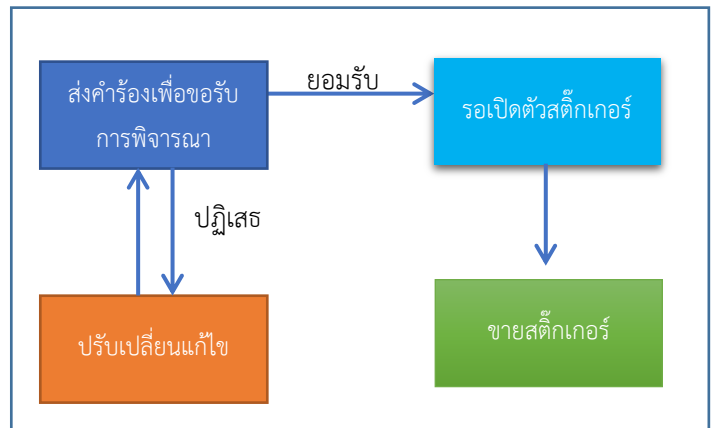 ส่งคำร้องเพื่อขอรับ
การพิจารณา
ยอมรับ
รอเปิดตัวสติ๊กเกอร์
ปฏิเสธ
ปรับเปลี่ยนแก้ไข
ขายสติ๊กเกอร์